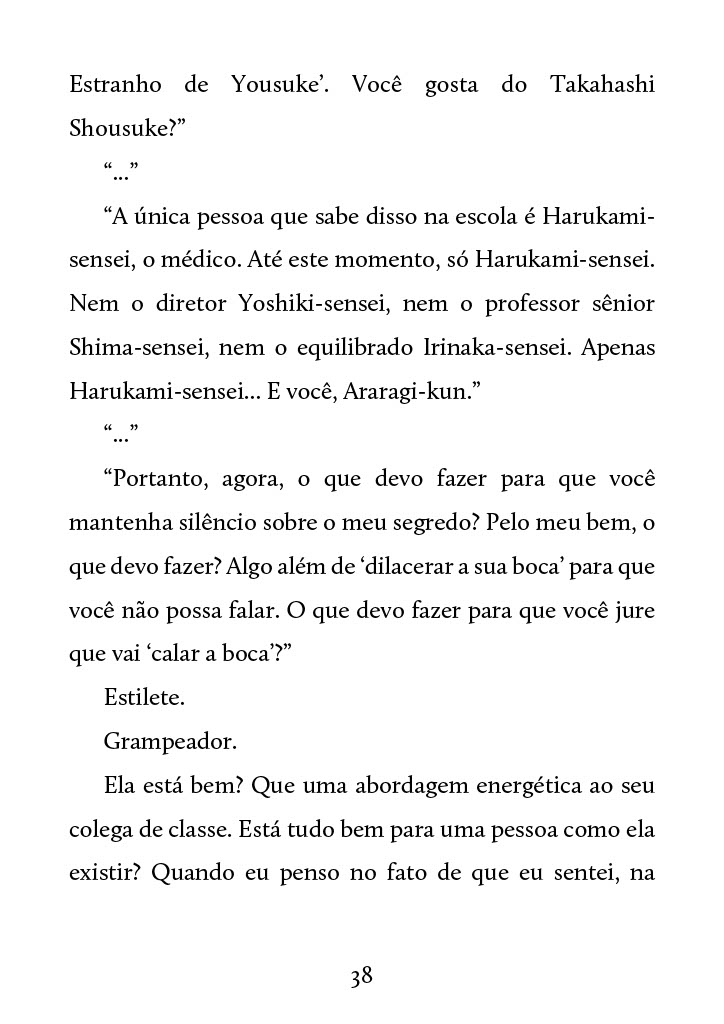 Estranho de Yousuke’. Você gosta do Takahashi
Shousuke?”
“...”
“A única pessoa que sabe disso na escola é Harukami-
sensei, o médico. Até este momento, só Harukami-sensei.
Nem o diretor Yoshiki-sensei, nem o professor sênior
Shima-sensei, nem o equilibrado Irinaka-sensei. Apenas
Harukami-sensei... E você, Araragi-kun.”
“...”
“Portanto, agora, o que devo fazer para que você
mantenha silêncio sobre o meu segredo? Pelo meu bem, o
que devo fazer? Algo além de ‘dilacerar a sua boca’ para que
você não possa falar. O que devo fazer para que você jure
que vai ‘calar a boca’?”
Estilete.
Grampeador.
Ela está bem? Que uma abordagem energética ao seu
colega de classe. Está tudo bem para uma pessoa como ela
existir? Quando eu penso no fato de que eu sentei, na
38